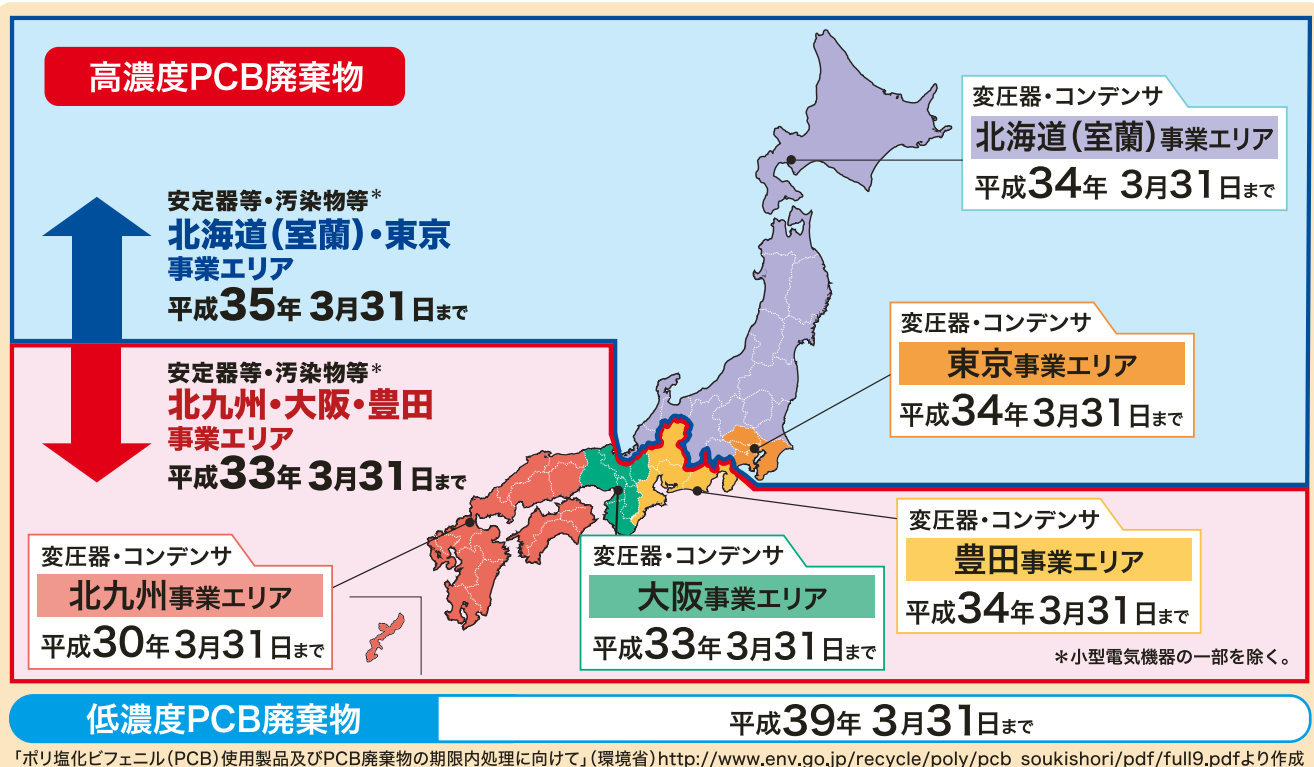 高濃度PCB廃棄物
変圧器・コンデンサ
北海道(室蘭)事業エリア
平成34年 3月31日まで
安定器等・汚染物等*
北海道(室蘭)・東京
事業エリア
平成35年 3月31日まで
変圧器・コンデンサ
東京事業エリア
平成34年3月31日まで
安定器等・汚染物等*
北九州・大阪・豊田
事業エリア
平成33年 3月31日まで
変圧器・コンデンサ
豊田事業エリア
平成34年3月31日まで
変圧器・コンデンサ
北九州事業エリア
平成30年3月31日まで
変圧器・コンデンサ
大阪事業エリア
平成33年3月31日まで
*小型電気機器の一部を除く。
低濃度PCB廃棄物
平成39年 3月31日まで
「ポリ塩化ビフェニル(PCB)使用製品及びPCB廃棄物の期限内処理に向けて」(環境省)http://www.env.go.jp/recycle/poly/pcb_soukishori/pdf/full9.pdfより作成